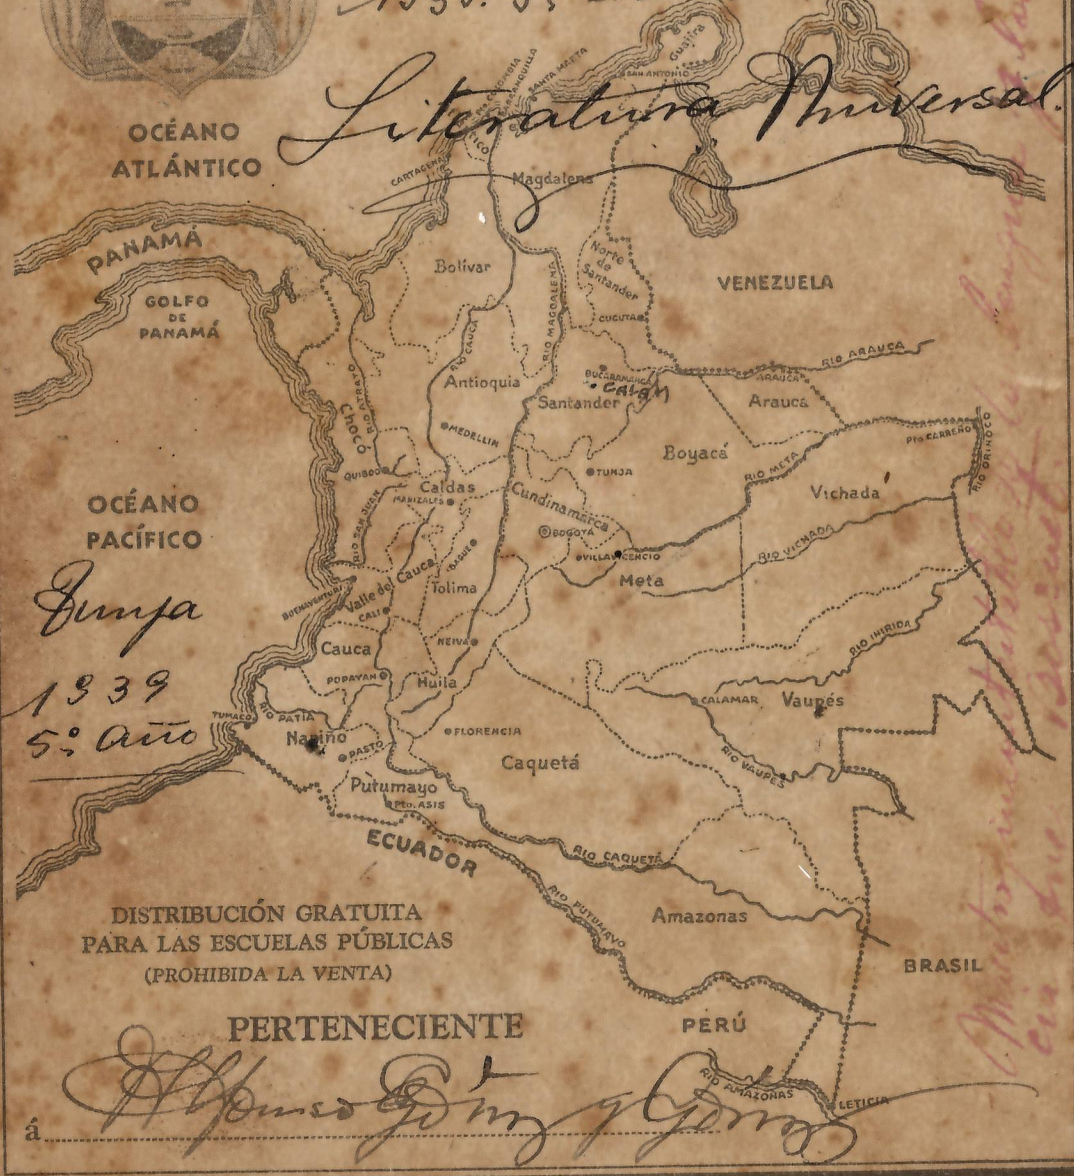 Literatura Universal.
OCÉANO
ATLÁNTICO
Guajira
SAN ANTONIO
SANTA MARTA
BARRANQUILLA
CARTAGENA
Magdalena
PANAMÁ
GOLFO
DE
PANAMÁ
Bolívar
Norte
de
Santander
VENEZUELA
CUCUTA
RIO MAGDALENA
RIO CAUCA
RIO ATRATO
Chocó
Antioquia
BUCARAMANGA
Santander
RIO ARAUCA
ARAUCA
Arauca
MEDELLIN
Boyacá
Pto CARREÑO
RIO ORINOCO
QUIBDO
Caldas
MANIZALES
TUNJA
RIO META
Vichada
OCÉANO
PACÍFICO
Cundinamarca
BOGOTÁ
RIO SAN JUAN
IBAGUE
VILLAVICENCIO
RIO VICHADA
Meta
Tolima
Valle del Cauca
BUENAVENTURA
CALI
Tunja
1939
5º año
NEIVA
Cauca
RIO INIRIDA
POPAYAN
Huila
CALAMAR
Vaupés
TUMACO
RIO PATIA
Nariño
PASTO
FLORENCIA
Caquetá
RIO VAUPES
Putumayo
Pto. ASIS
ECUADOR
RIO CAQUETÁ
RIO PUTUMAYO
Amazonas
DISTRIBUCIÓN GRATUITA
PARA LAS ESCUELAS PÚBLICAS
(PROHIBIDA LA VENTA)
BRASIL
PERTENECIENTE
PERÚ
RIO AMAZONAS
LETICIA
á
Alfonso